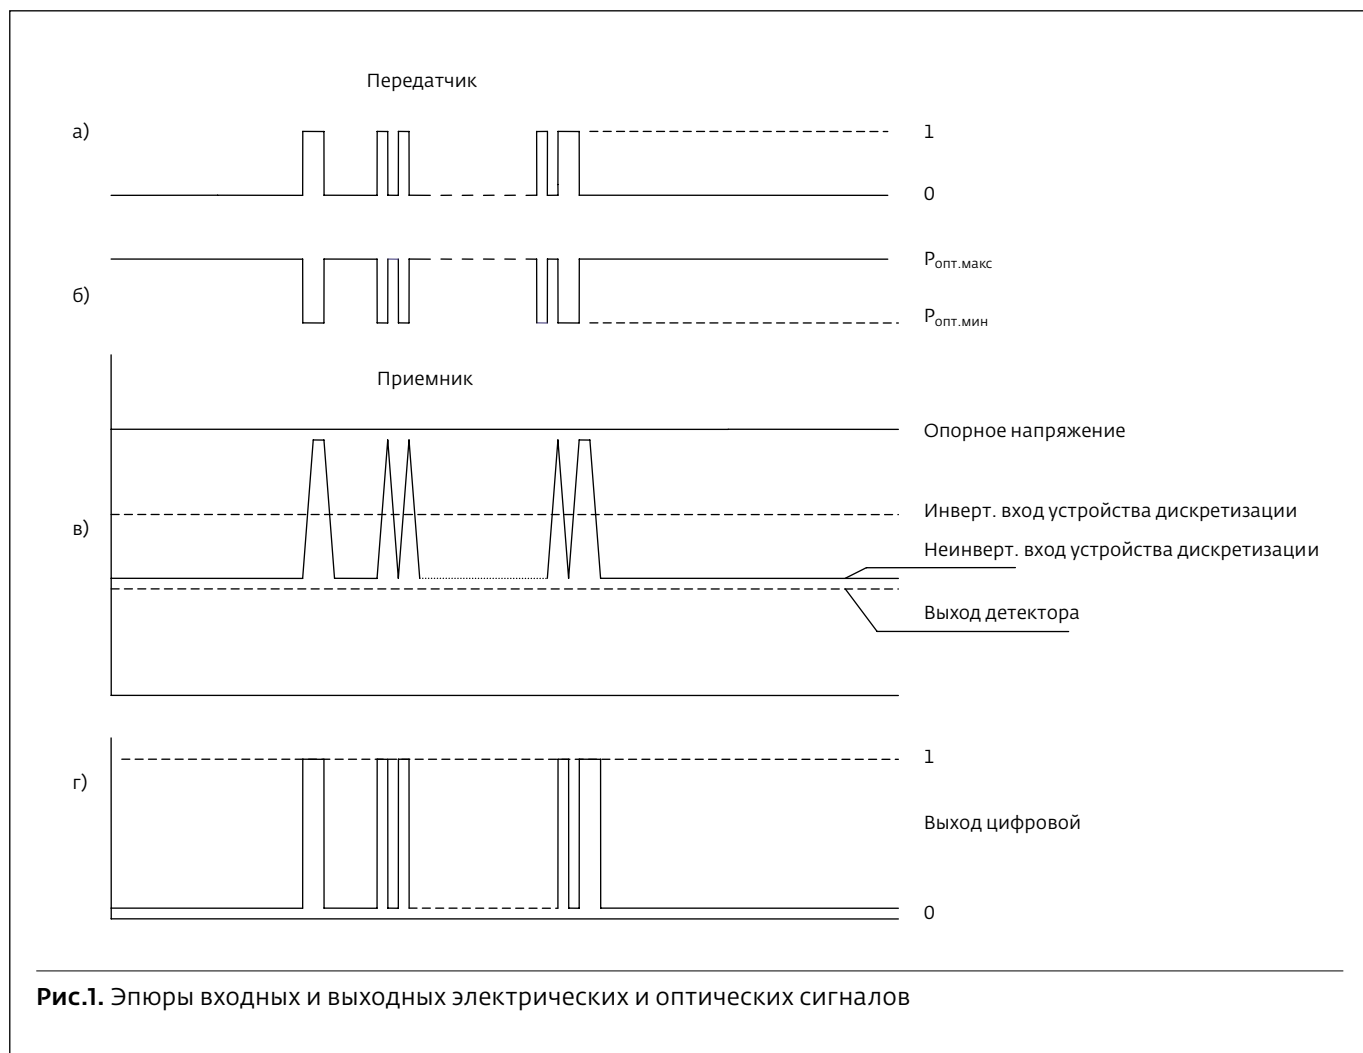 Передатчик
а)
1
0
Pопт.макс
б)
Pопт.мин
Приемник
Опорное напряжение
Инверт. вход устройства дискретизации
в)
Неинверт. вход устройства дискретизации
Выход детектора
1
г)
Выход цифровой
0
Рис.1. Эпюры входных и выходных электрических и оптических сигналов